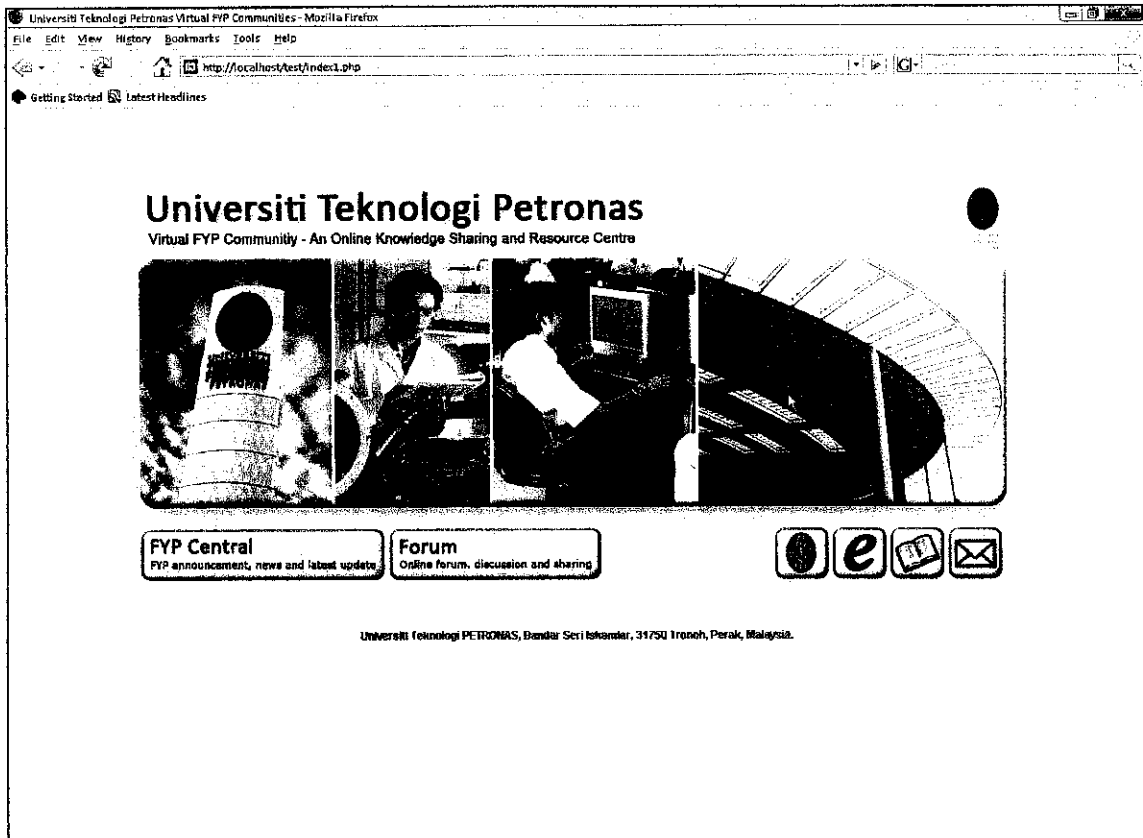 Universiti Teknologi Petronas Virtual FYP Communities - Mozilla Firefox
File Edit View History Bookmarks Tools Help
http://localhost/test/index1.php
G
Getting Started Latest Headlines
Universiti Teknologi Petronas
Virtual FYP Communitiy - An Online Knowledge Sharing and Resource Centre
PETRONAS
FYP Central
FYP announcement, news and latest update
Forum
Online forum, discussion and sharing
e
Universiti Teknologi PETRONAS, Bandar Seri Iskandar, 31750 Tronoh, Perak, Malaysia.